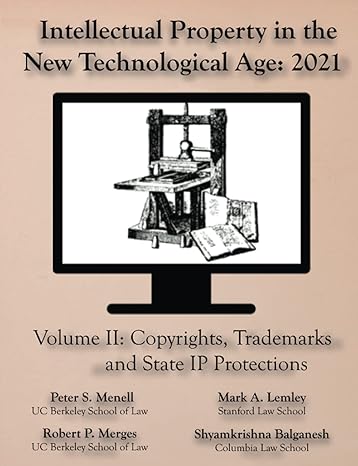 Intellectual Property in the
New Technological Age: 2021
Volume II: Copyrights, Trademarks
and State IP Protections
Peter S. Menell
UC Berkeley School of Law
Mark A. Lemley
Stanford Law School
Robert P. Merges
UC Berkeley School of Law
Shyamkrishna Balganesh
Columbia Law School